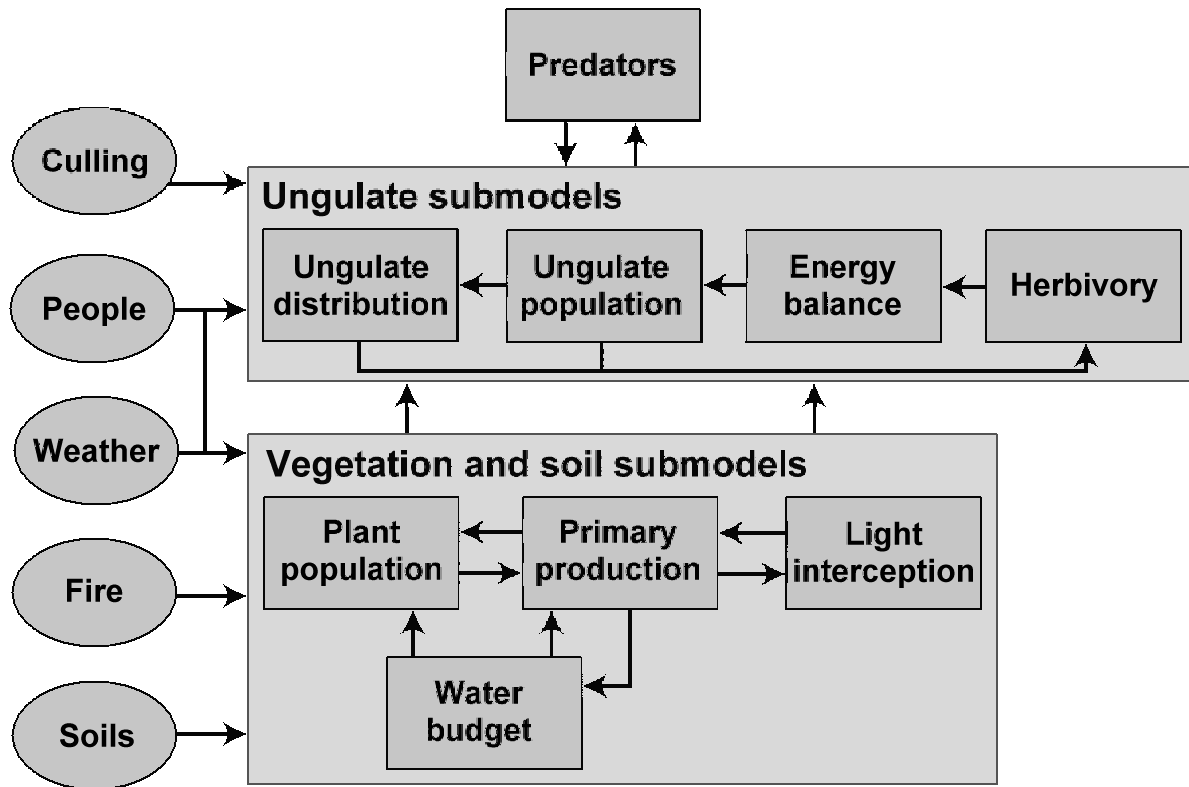 Predators
Culling
Ungulate submodels
Ungulate
distribution
Ungulate
population
Energy
balance
Herbivory
People
Weather
Vegetation and soil submodels
Plant
population
Primary
production
Light
interception
Fire
Water
budget
Soils